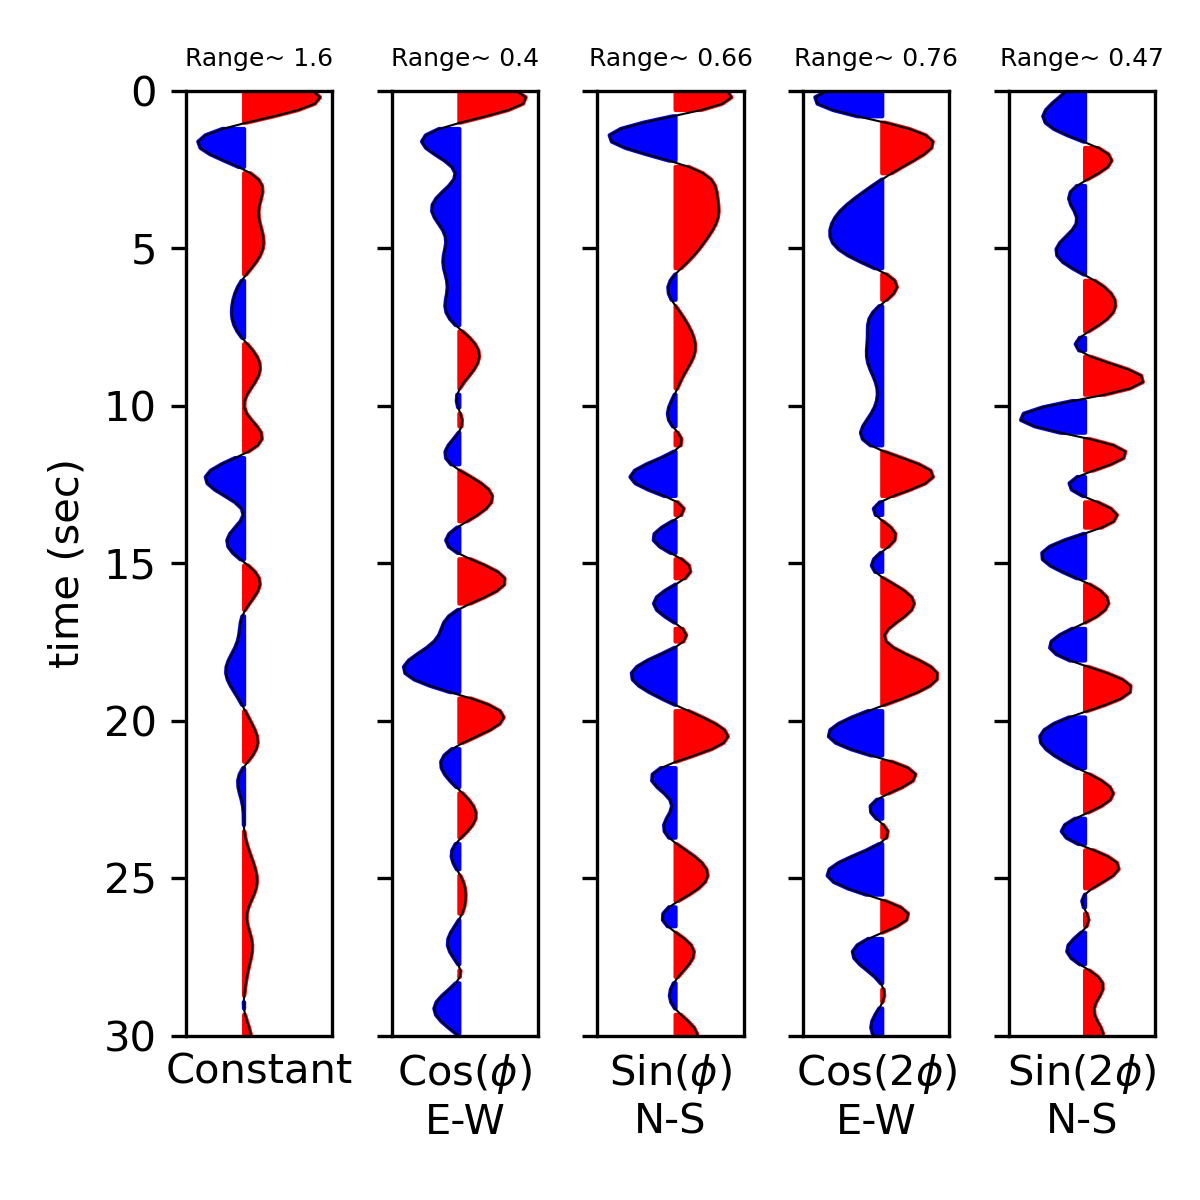 Range~ 1.6 Range~ 0.4 Range~ 0.66 Range~ 0.76 Range~ 0.47
0
5
10
15
20
25
30
time (sec)
Constant Cos(ϕ) Sin(ϕ) Cos(2ϕ) Sin(2ϕ)
E-W N-S E-W N-S